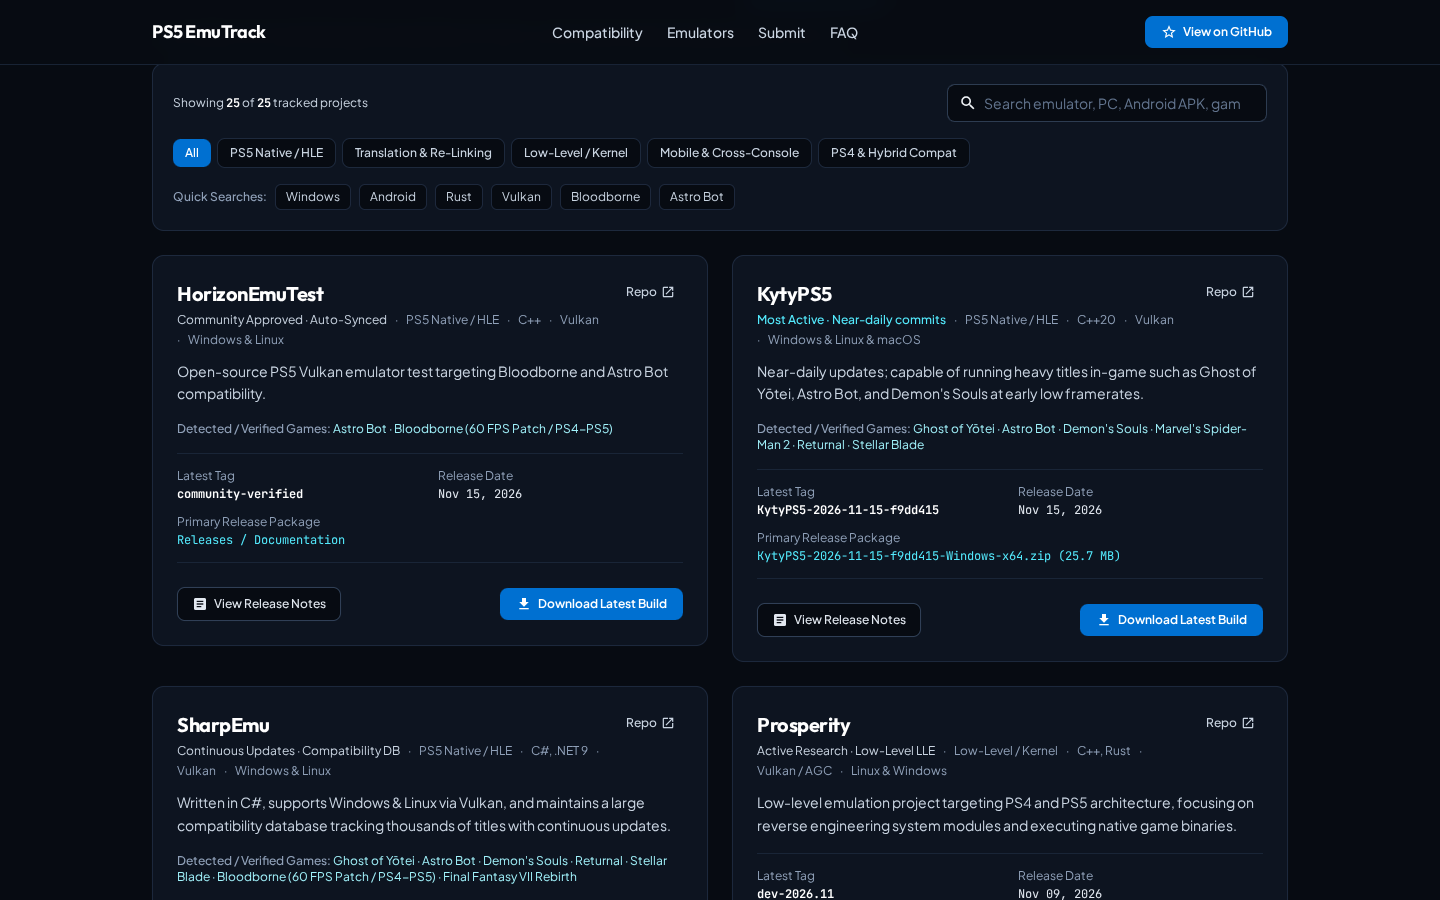 PS5 EmuTrack
Compatibility
Emulators
Submit
FAQ
View on GitHub
Showing 25 of 25 tracked projects
Search emulator, PC, Android APK, gam
All
PS5 Native / HLE
Translation & Re-Linking
Low-Level / Kernel
Mobile & Cross-Console
PS4 & Hybrid Compat
Quick Searches:
Windows
Android
Rust
Vulkan
Bloodborne
Astro Bot
HorizonEmuTest
Repo
Community Approved · Auto-Synced · PS5 Native / HLE · C++ · Vulkan
· Windows & Linux
Open-source PS5 Vulkan emulator test targeting Bloodborne and Astro Bot
compatibility.
Detected / Verified Games: Astro Bot · Bloodborne (60 FPS Patch / PS4–PS5)
Latest Tag
Release Date
community-verified
Nov 15, 2026
Primary Release Package
Releases / Documentation
View Release Notes
Download Latest Build
KytyPS5
Repo
Most Active · Near-daily commits · PS5 Native / HLE · C++20 · Vulkan
· Windows & Linux & macOS
Near-daily updates; capable of running heavy titles in-game such as Ghost of
Yōtei, Astro Bot, and Demon's Souls at early low framerates.
Detected / Verified Games: Ghost of Yōtei · Astro Bot · Demon's Souls · Marvel's Spider-
Man 2 · Returnal · Stellar Blade
Latest Tag
Release Date
KytyPS5-2026-11-15-f9dd415
Nov 15, 2026
Primary Release Package
KytyPS5-2026-11-15-f9dd415-Windows-x64.zip (25.7 MB)
View Release Notes
Download Latest Build
SharpEmu
Repo
Continuous Updates · Compatibility DB · PS5 Native / HLE · C#, .NET 9 ·
Vulkan · Windows & Linux
Written in C#, supports Windows & Linux via Vulkan, and maintains a large
compatibility database tracking thousands of titles with continuous updates.
Detected / Verified Games: Ghost of Yōtei · Astro Bot · Demon's Souls · Returnal · Stellar
Blade · Bloodborne (60 FPS Patch / PS4–PS5) · Final Fantasy VII Rebirth
Prosperity
Repo
Active Research · Low-Level LLE · Low-Level / Kernel · C++, Rust ·
Vulkan / AGC · Linux & Windows
Low-level emulation project targeting PS4 and PS5 architecture, focusing on
reverse engineering system modules and executing native game binaries.
Latest Tag
Release Date
dev-2026.11
Nov 09, 2026